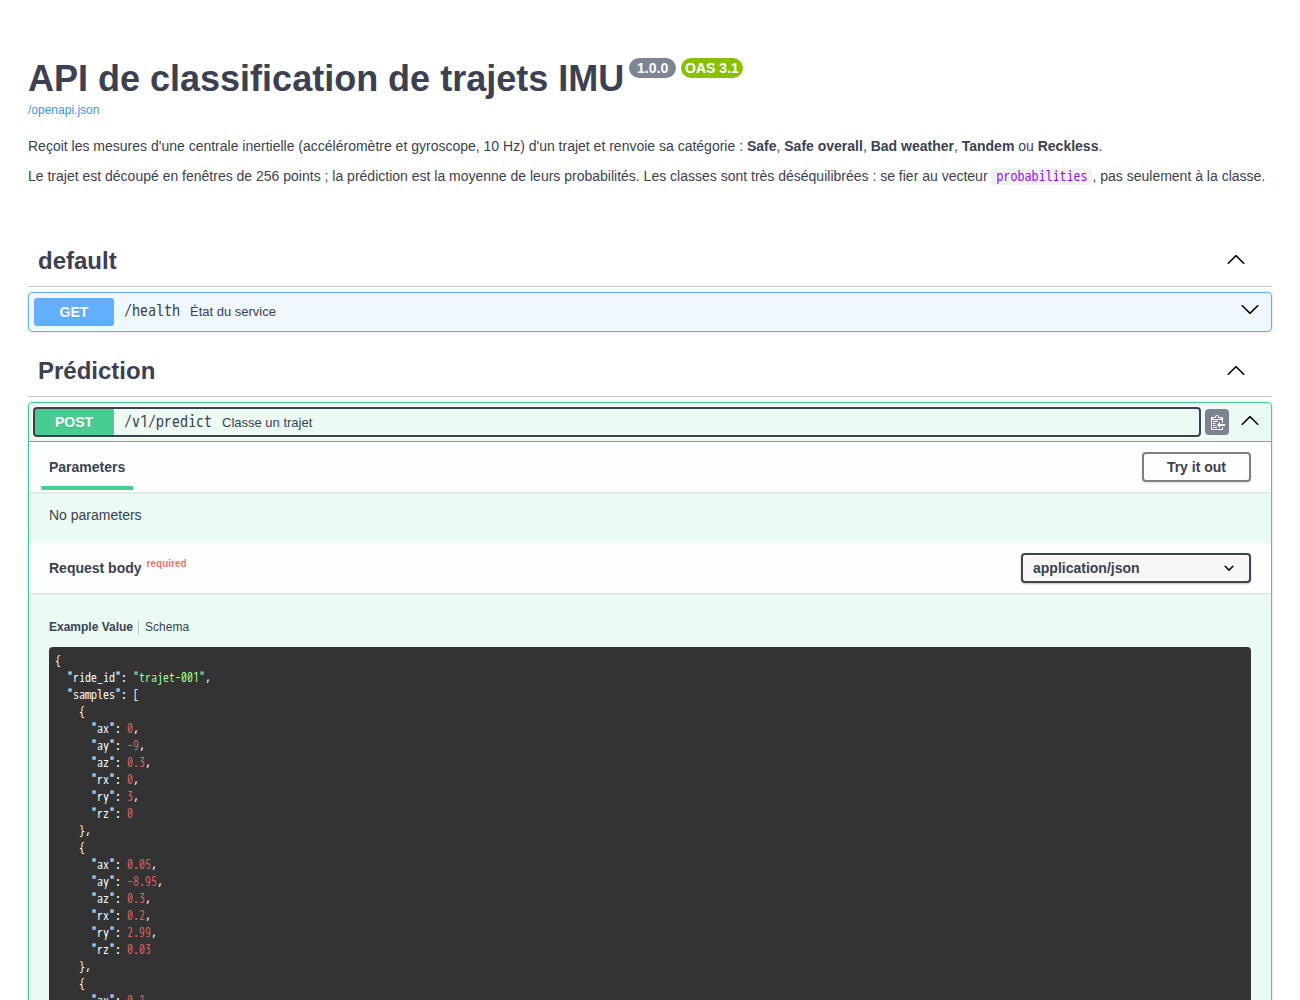 API de classification de trajets IMU 1.0.0 OAS 3.1
/openapi.json
Reçoit les mesures d'une centrale inertielle (accéléromètre et gyroscope, 10 Hz) d'un trajet et renvoie sa catégorie : Safe, Safe overall, Bad weather, Tandem ou Reckless.
Le trajet est découpé en fenêtres de 256 points ; la prédiction est la moyenne de leurs probabilités. Les classes sont très déséquilibrées : se fier au vecteur probabilities, pas seulement à la classe.
default
GET /health État du service
Prédiction
POST /v1/predict Classe un trajet
Parameters Try it out
No parameters
Request body required application/json
Example Value Schema
{
"ride_id": "trajet-001",
"samples": [
{
"ax": 0,
"ay": -9,
"az": 0.3,
"rx": 0,
"ry": 3,
"rz": 0
},
{
"ax": 0.05,
"ay": -8.95,
"az": 0.3,
"rx": 0.2,
"ry": 2.99,
"rz": 0.03
},
{
"ax": 0.1